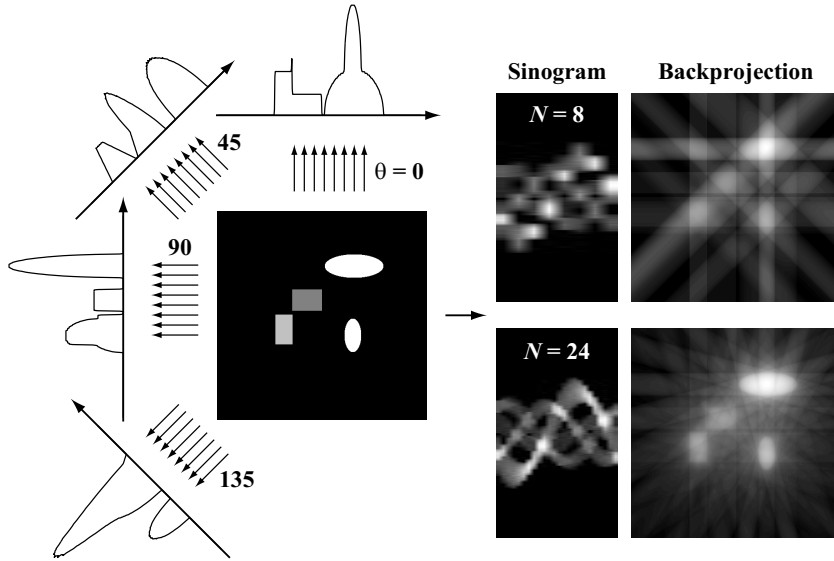 Sinogram
Backprojection
N = 8
45
θ = 0
90
N = 24
135